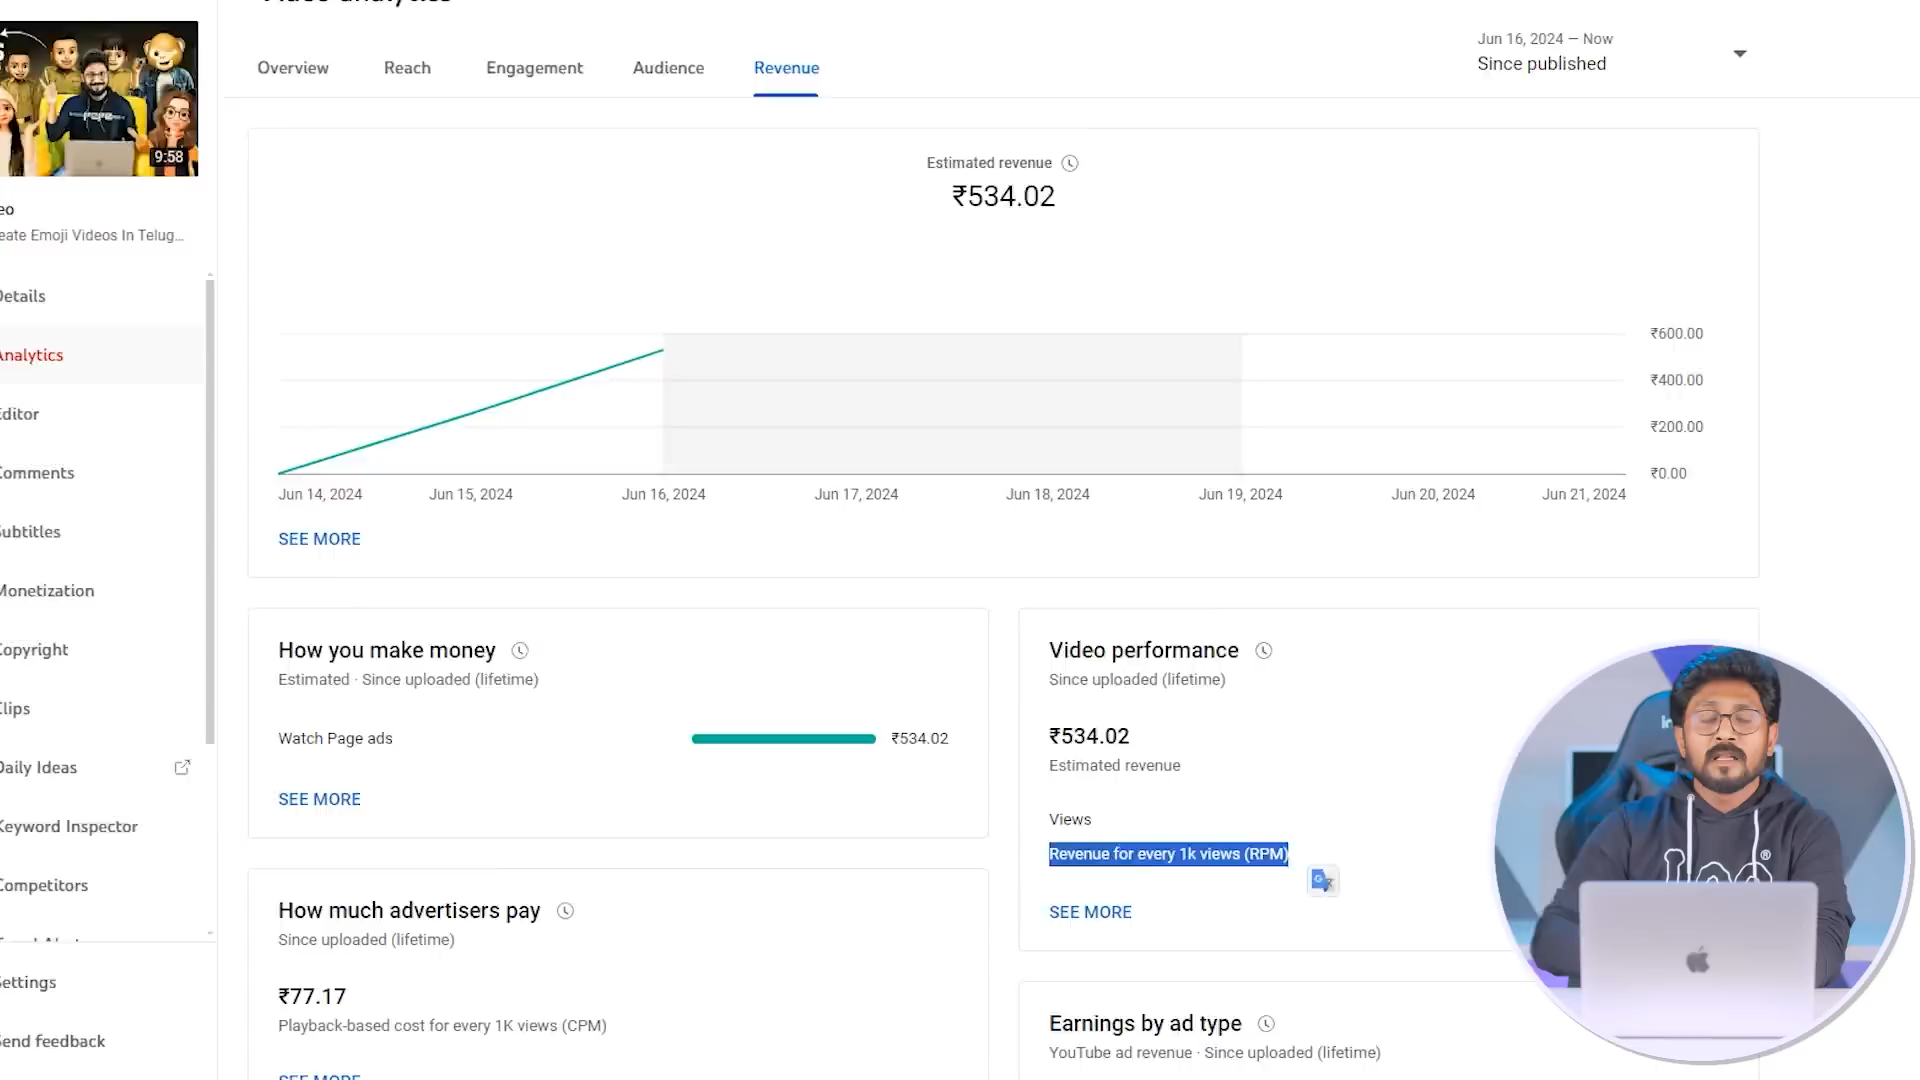 Jun 16, 2024 – Now
Since published
Overview
Reach
Engagement
Audience
Revenue
9:58
eo
eate Emoji Videos In Telug...
Details
Analytics
Editor
Comments
Subtitles
Monetization
Copyright
Clips
Daily Ideas
Keyword Inspector
Competitors
Settings
Send feedback
Estimated revenue
₹534.02
₹600.00
₹400.00
₹200.00
₹0.00
Jun 14, 2024
Jun 15, 2024
Jun 16, 2024
Jun 17, 2024
Jun 18, 2024
Jun 19, 2024
Jun 20, 2024
Jun 21, 2024
SEE MORE
How you make money
Estimated · Since uploaded (lifetime)
Watch Page ads
₹534.02
SEE MORE
How much advertisers pay
Since uploaded (lifetime)
₹77.17
Playback-based cost for every 1K views (CPM)
SEE MORE
Video performance
Since uploaded (lifetime)
₹534.02
Estimated revenue
Views
Revenue for every 1k views (RPM)
SEE MORE
Earnings by ad type
YouTube ad revenue · Since uploaded (lifetime)